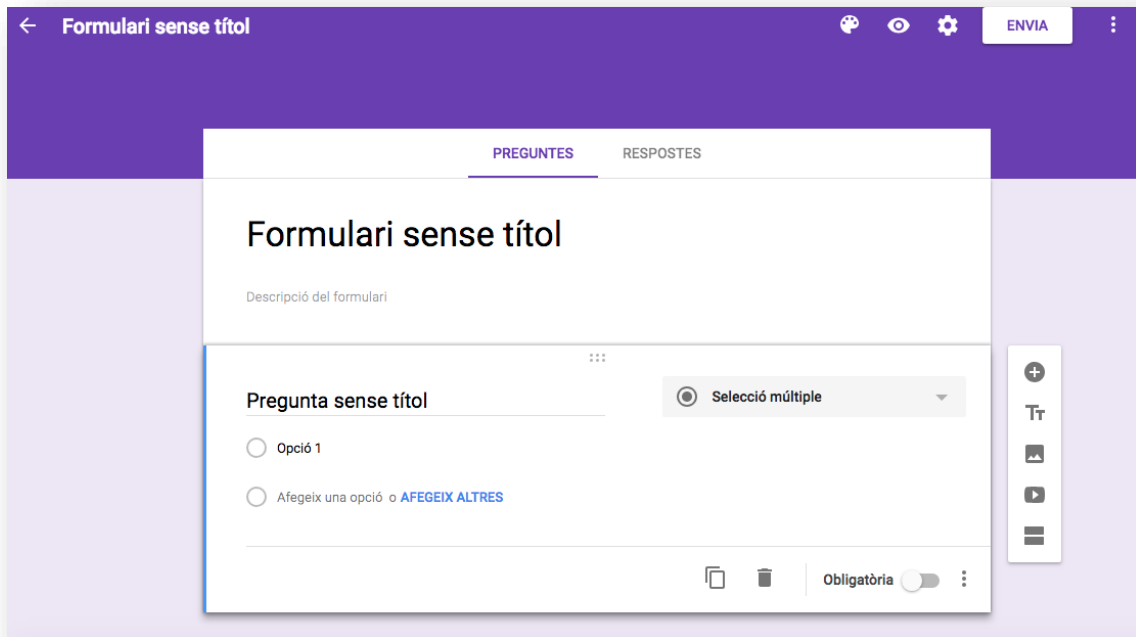 Formulari sense títol
ENVIA
PREGUNTES RESPOSTES
Formulari sense títol
Descripció del formulari
Pregunta sense títol
Selecció múltiple
Opció 1
Afegeix una opció o AFEGEIX ALTRES
Tт
Obligatòria